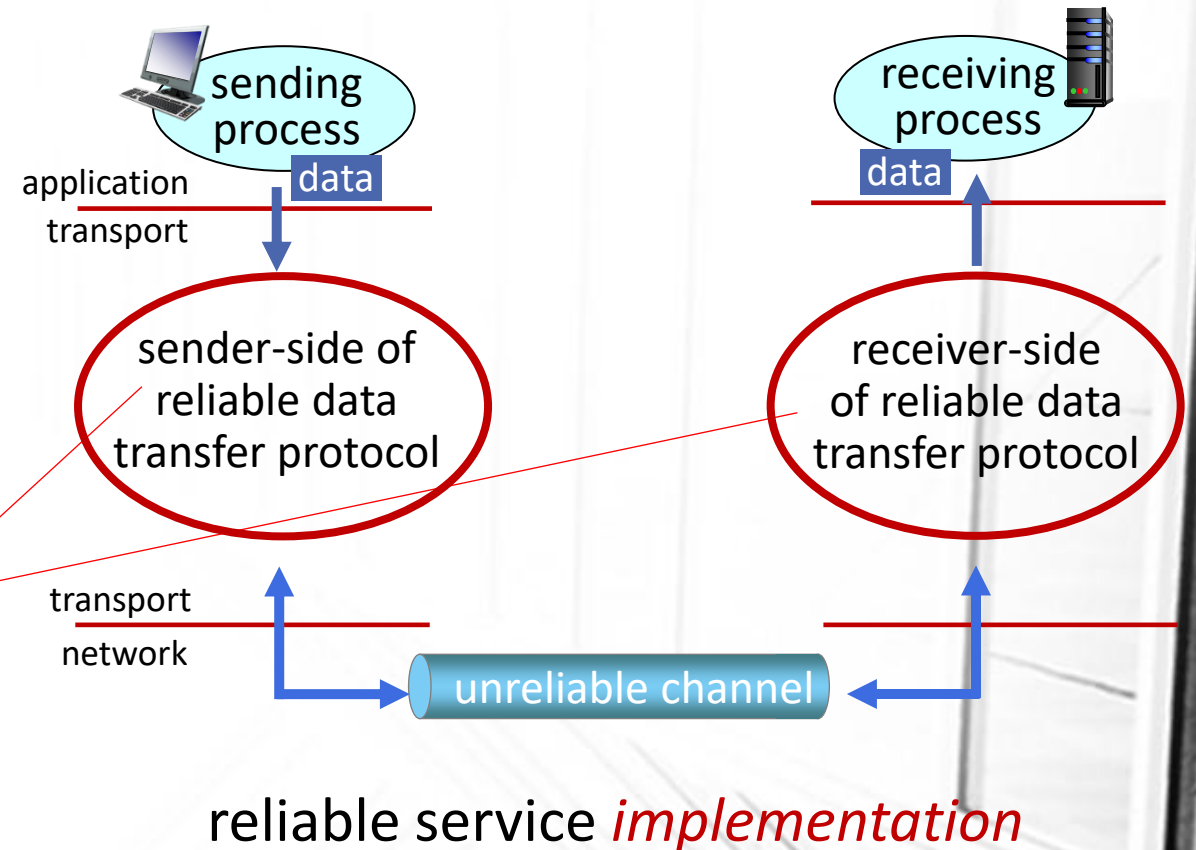 sending
process
data
receiving
process
data
application
transport
sender-side of
reliable data
transfer protocol
receiver-side
of reliable data
transfer protocol
transport
network
unreliable channel
reliable service implementation